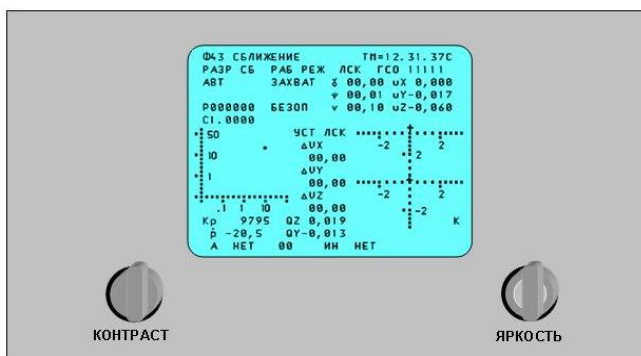 Ф43 СБЛИЖЕНИЕ ТМ=12.31.37С
РАЗР СБ РАБ РЕЖ ЛСК ГСО 11111
АВТ ЗАХВАТ ɣ 00,00 ωX 0,000
ψ 00,01 ωY-0,017
Р000000 БЕЗОП ν 00,10 ωZ-0,060
С1.0000
50 УСТ ЛСК -2 2
ΔVX 2
10 00,00
ΔVY
1 00,00
ΔVZ -2 2
00,00
.1 1 10 -2
Кρ 9795 ΩZ 0,019 К
ρ̇ -20,5 ΩY-0,013
А НЕТ 00 ИН НЕТ
КОНТРАСТ ЯРКОСТЬ